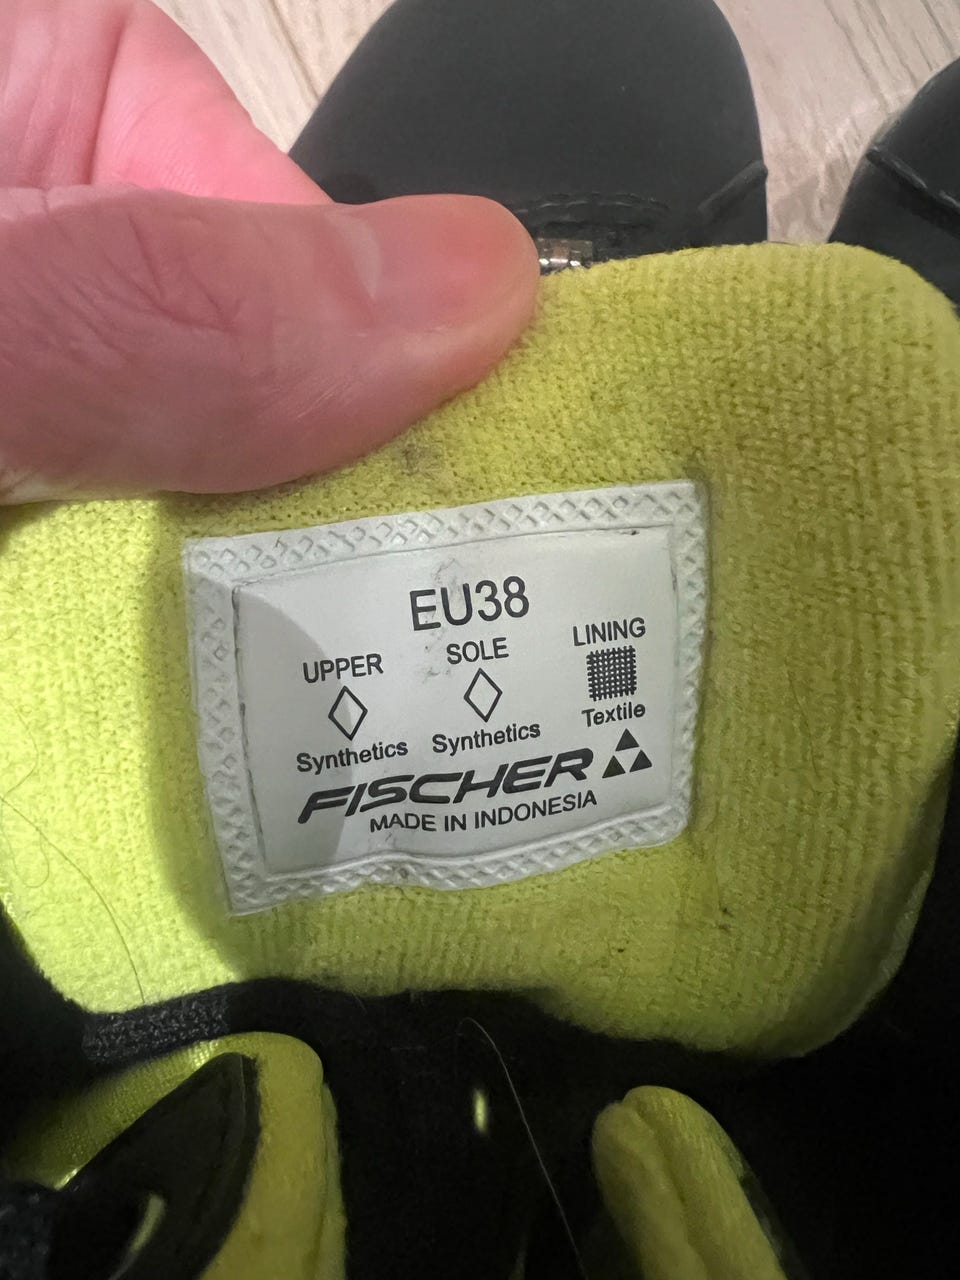 EU38
UPPER SOLE LINING
Synthetics Synthetics Textile
FISCHER
MADE IN INDONESIA